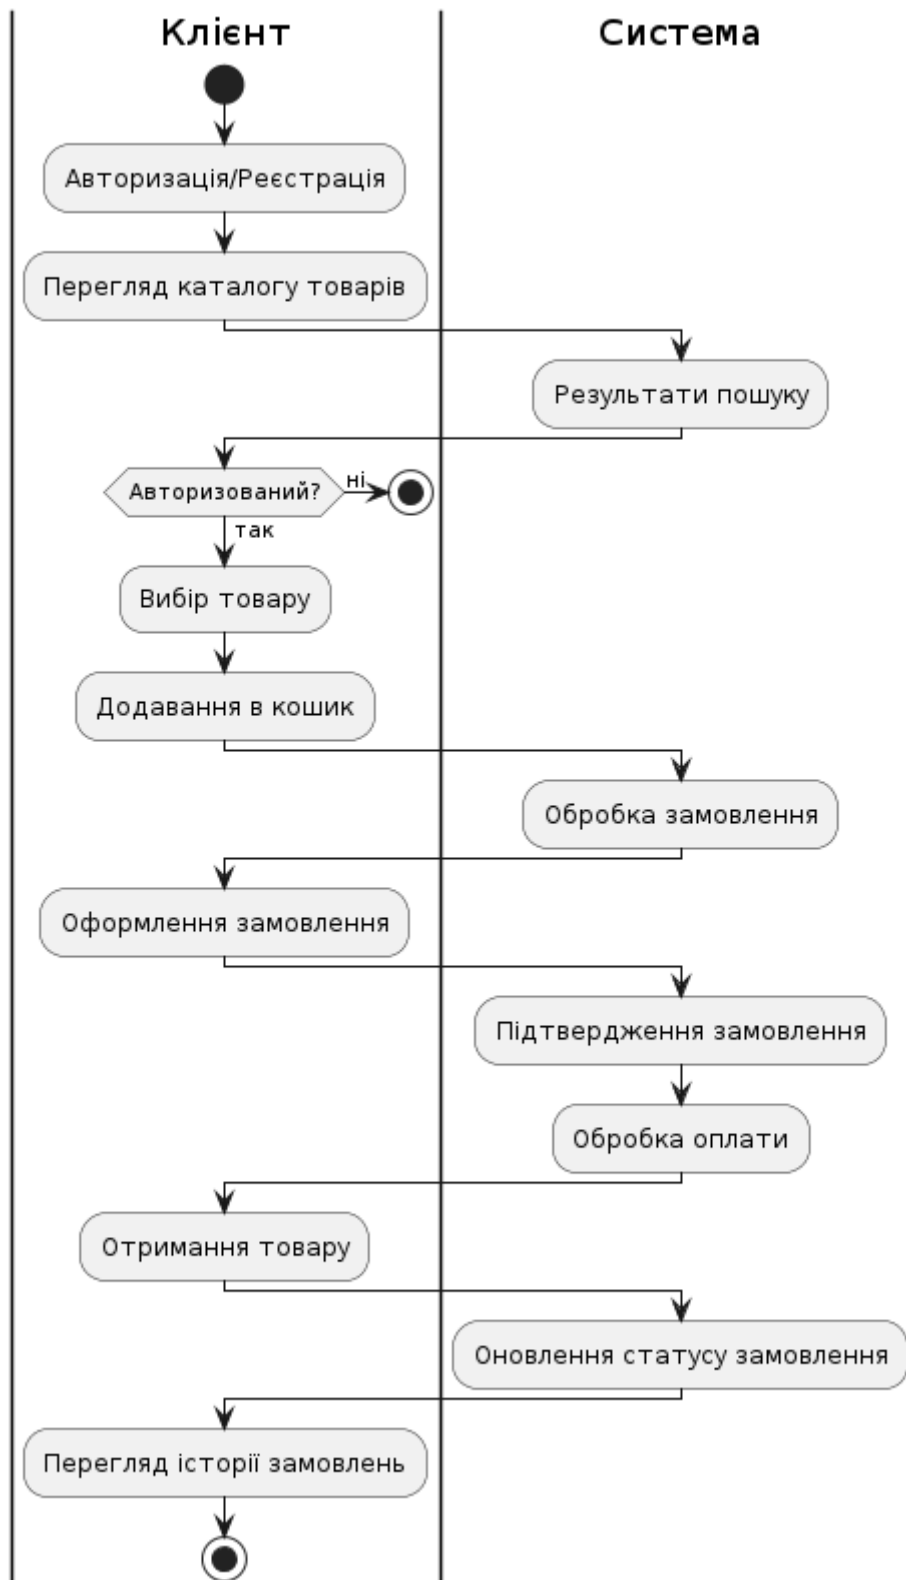 Клієнт
Система
Авторизація/Реєстрація
Перегляд каталогу товарів
Результати пошуку
Авторизований?
ні
так
Вибір товару
Додавання в кошик
Обробка замовлення
Оформлення замовлення
Підтвердження замовлення
Обробка оплати
Отримання товару
Оновлення статусу замовлення
Перегляд історії замовлень